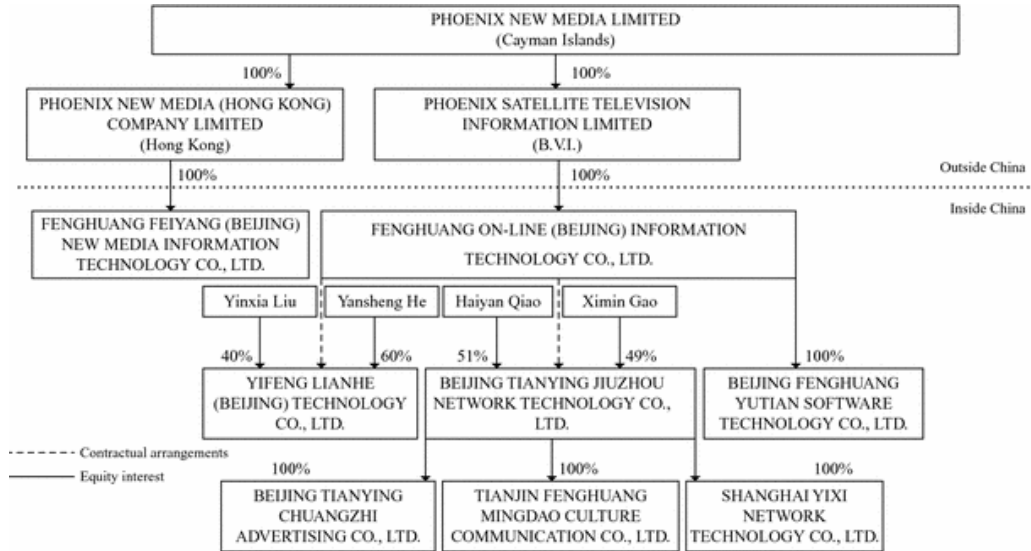 PHOENIX NEW MEDIA LIMITED
(Cayman Islands)
100%
100%
PHOENIX NEW MEDIA (HONG KONG)
COMPANY LIMITED
(Hong Kong)
PHOENIX SATELLITE TELEVISION
INFORMATION LIMITED
(B.V.I.)
100%
100%
Outside China
Inside China
FENGHUANG FEIYANG (BEIJING)
NEW MEDIA INFORMATION
TECHNOLOGY CO., LTD.
FENGHUANG ON-LINE (BEIJING) INFORMATION
TECHNOLOGY CO., LTD.
Yinxia Liu
Yansheng He
Haiyan Qiao
Ximin Gao
40%
60%
51%
49%
100%
YIFENG LIANHE
(BEIJING) TECHNOLOGY
CO., LTD.
BEIJING TIANYING JIUZHOU
NETWORK TECHNOLOGY CO.,
LTD.
BEIJING FENGHUANG
YUTIAN SOFTWARE
TECHNOLOGY CO., LTD.
Contractual arrangements
Equity interest
100%
100%
100%
BEIJING TIANYING
CHUANGZHI
ADVERTISING CO., LTD.
TIANJIN FENGHUANG
MINGDAO CULTURE
COMMUNICATION CO., LTD.
SHANGHAI YIXI
NETWORK
TECHNOLOGY CO., LTD.